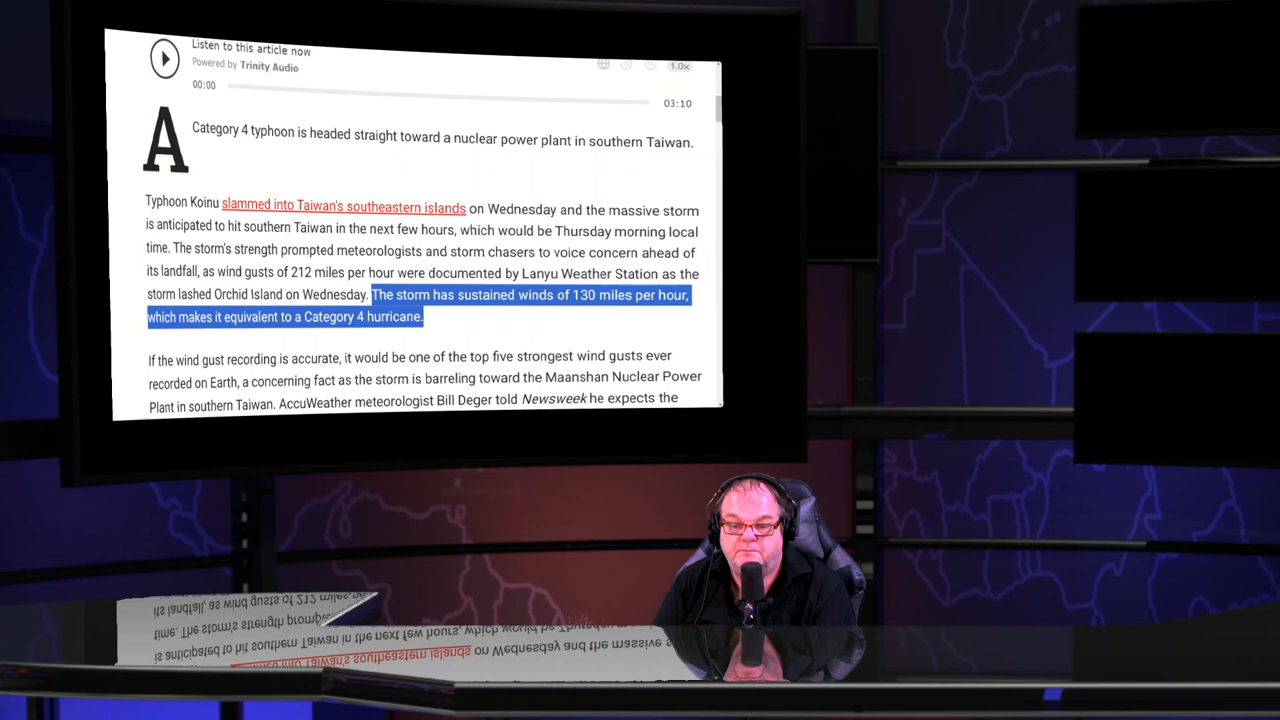 Listen to this article now
Powered by Trinity Audio
1.0x
00:00
03:10
A
Category 4 typhoon is headed straight toward a nuclear power plant in southern Taiwan.
Typhoon Koinu slammed into Taiwan's southeastern islands on Wednesday and the massive storm
is anticipated to hit southern Taiwan in the next few hours, which would be Thursday morning local
time. The storm's strength prompted meteorologists and storm chasers to voice concern ahead of
its landfall, as wind gusts of 212 miles per hour were documented by Lanyu Weather Station as the
storm lashed Orchid Island on Wednesday. The storm has sustained winds of 130 miles per hour,
which makes it equivalent to a Category 4 hurricane.
If the wind gust recording is accurate, it would be one of the top five strongest wind gusts ever
recorded on Earth, a concerning fact as the storm is barreling toward the Maanshan Nuclear Power
Plant in southern Taiwan. AccuWeather meteorologist Bill Deger told Newsweek he expects the